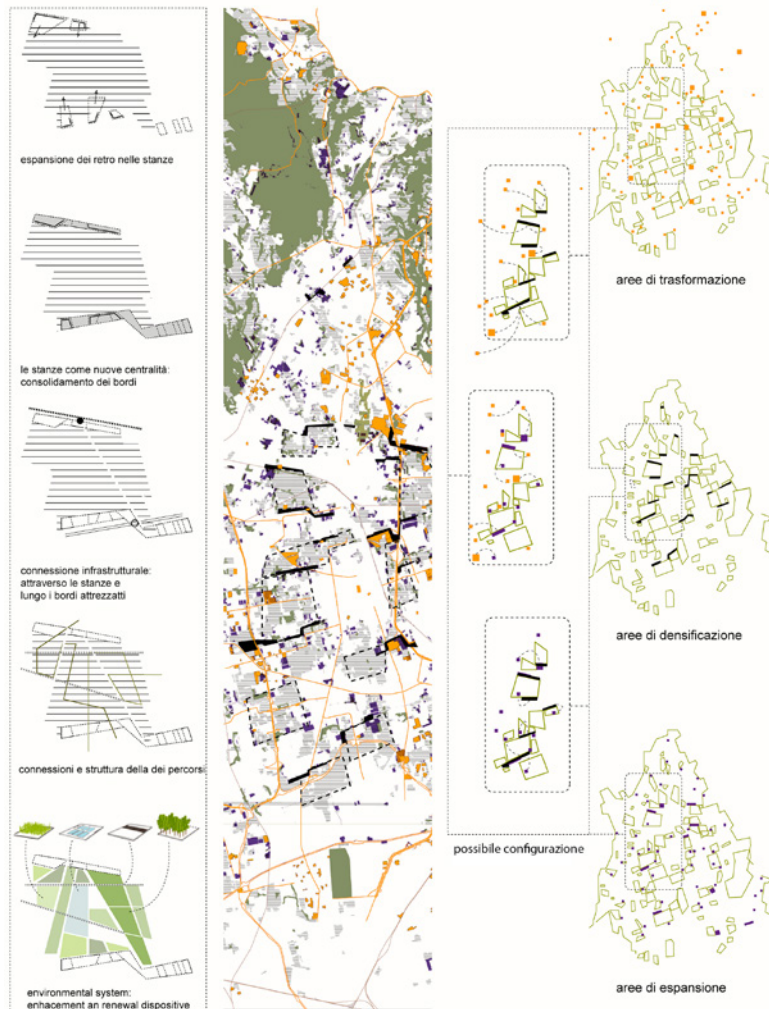 espansione dei retro nelle stanze
le stanze come nuove centralità:
consolidamento dei bordi
connessione infrastrutturale:
attraverso le stanze e
lungo i bordi attrezzati
connessioni e struttura della dei percorsi
environmental system:
enhacement an renewal dispositive
aree di trasformazione
aree di densificazione
possibile configurazione
aree di espansione